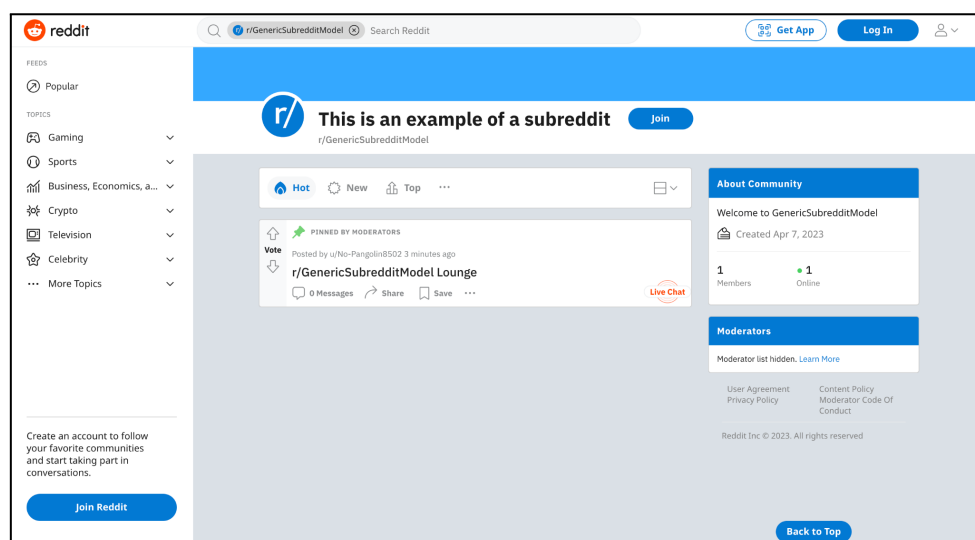 reddit
r/GenericSubredditModel
Search Reddit
Get App
Log In
FEEDS
Popular
TOPICS
Gaming
Sports
Business, Economics, a...
Crypto
Television
Celebrity
More Topics
Create an account to follow
your favorite communities
and start taking part in
conversations.
Join Reddit
r/
This is an example of a subreddit
Join
r/GenericSubredditModel
Hot
New
Top
PINNED BY MODERATORS
Vote
Posted by u/No-Pangolin8502 3 minutes ago
r/GenericSubredditModel Lounge
0 Messages
Share
Save
Live Chat
About Community
Welcome to GenericSubredditModel
Created Apr 7, 2023
1
1
Members
Online
Moderators
Moderator list hidden. Learn More
User Agreement
Privacy Policy
Content Policy
Moderator Code Of
Conduct
Reddit Inc © 2023. All rights reserved
Back to Top